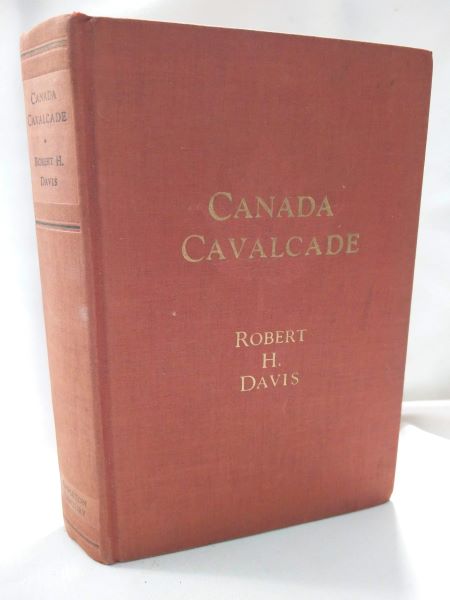 CANADA
CAVALCADE
ROBERT H.
DAVIS
CANADA
CAVALCADE
ROBERT
H.
DAVIS